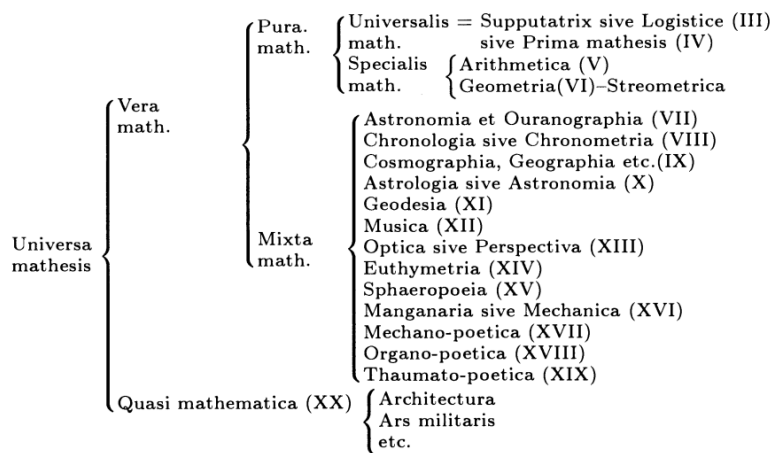 Pura. Universalis = Supputatrix sive Logistice (III)
math. math. sive Prima mathesis (IV)
Specialis Arithmetica (V)
math. Geometria(VI)–Streometrica
Vera
math.
Astronomia et Ouranographia (VII)
Chronologia sive Chronometria (VIII)
Cosmographia, Geographia etc.(IX)
Astrologia sive Astronomia (X)
Geodesia (XI)
Musica (XII)
Universa
mathesis
Mixta
math.
Optica sive Perspectiva (XIII)
Euthymetria (XIV)
Sphaeropoeia (XV)
Manganaria sive Mechanica (XVI)
Mechano-poetica (XVII)
Organo-poetica (XVIII)
Thaumato-poetica (XIX)
Quasi mathematica (XX)
Architectura
Ars militaris
etc.